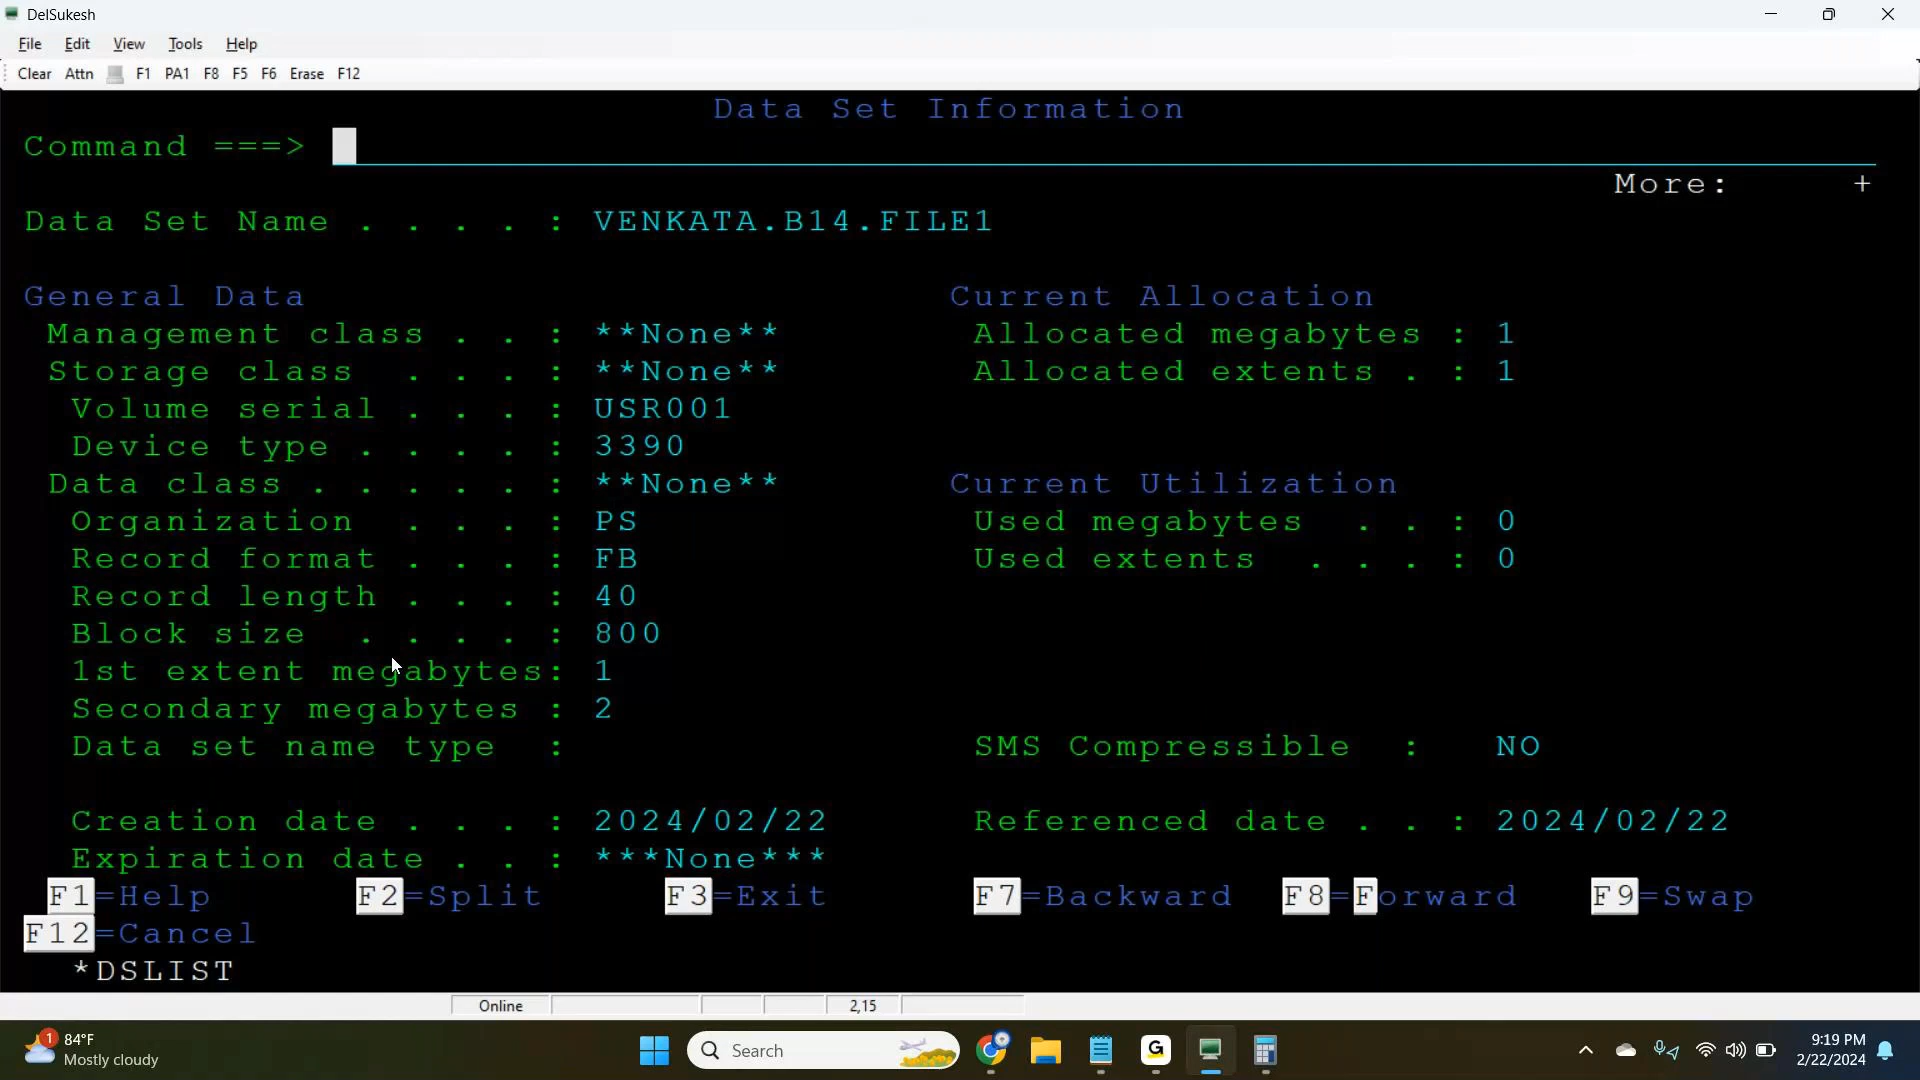 DelSukesh
File Edit View Tools Help
Clear Attn F1 PA1 F8 F5 F6 Erase F12
Data Set Information
Command ===>
More: +
Data Set Name . . . . : VENKATA.B14.FILE1
General Data Current Allocation
Management class . . : **None** Allocated megabytes : 1
Storage class . . . : **None** Allocated extents . : 1
Volume serial . . . : USR001
Device type . . . . : 3390
Data class . . . . . : **None** Current Utilization
Organization . . . : PS Used megabytes . . : 0
Record format . . . : FB Used extents . . . : 0
Record length . . . : 40
Block size . . . . : 800
1st extent megabytes: 1
Secondary megabytes : 2
Data set name type : SMS Compressible : NO
Creation date . . . : 2024/02/22 Referenced date . . : 2024/02/22
Expiration date . . : ***None***
F1=Help F2=Split F3=Exit F7=Backward F8=Forward F9=Swap
F12=Cancel
*DSLIST
Online 2,15
1 84°F
Mostly cloudy
Search
G
9:19 PM
2/22/2024